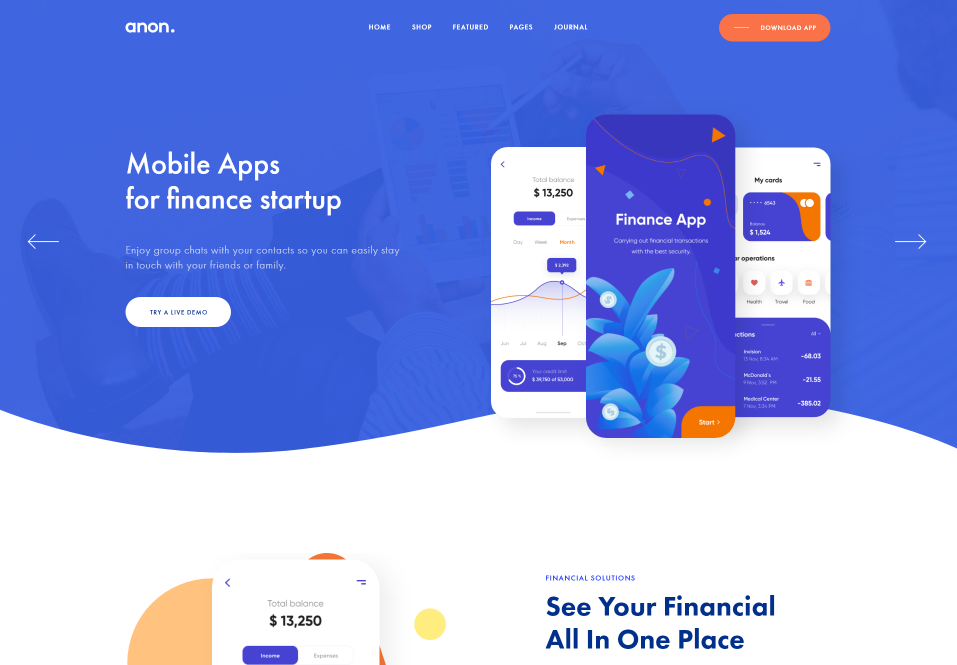 anon.
HOME SHOP FEATURED PAGES JOURNAL
DOWNLOAD APP
Mobile Apps
for finance startup
Enjoy group chats with your contacts so you can easily stay
in touch with your friends or family.
TRY A LIVE DEMO
Total balance
$ 13,250
Income Expenses
Day Week Month
Jun Jul Aug Sep Oct
75 %
Your credit limit
$ 39,750 of 53,000
Finance App
Carrying out financial transactions
with the best security.
Start >
My cards
•••• 6543
Balance
$ 1,524
ur operations
Health Travel Food
ctions
All
Invision
13 Nov, 8:34 AM
-68.03
McDonald's
9 Nov, 3:52 PM
-21.55
Medical Center
7 Nov, 3:36 PM
-385.02
FINANCIAL SOLUTIONS
See Your Financial
All In One Place
Total balance
$ 13,250
Income Expenses